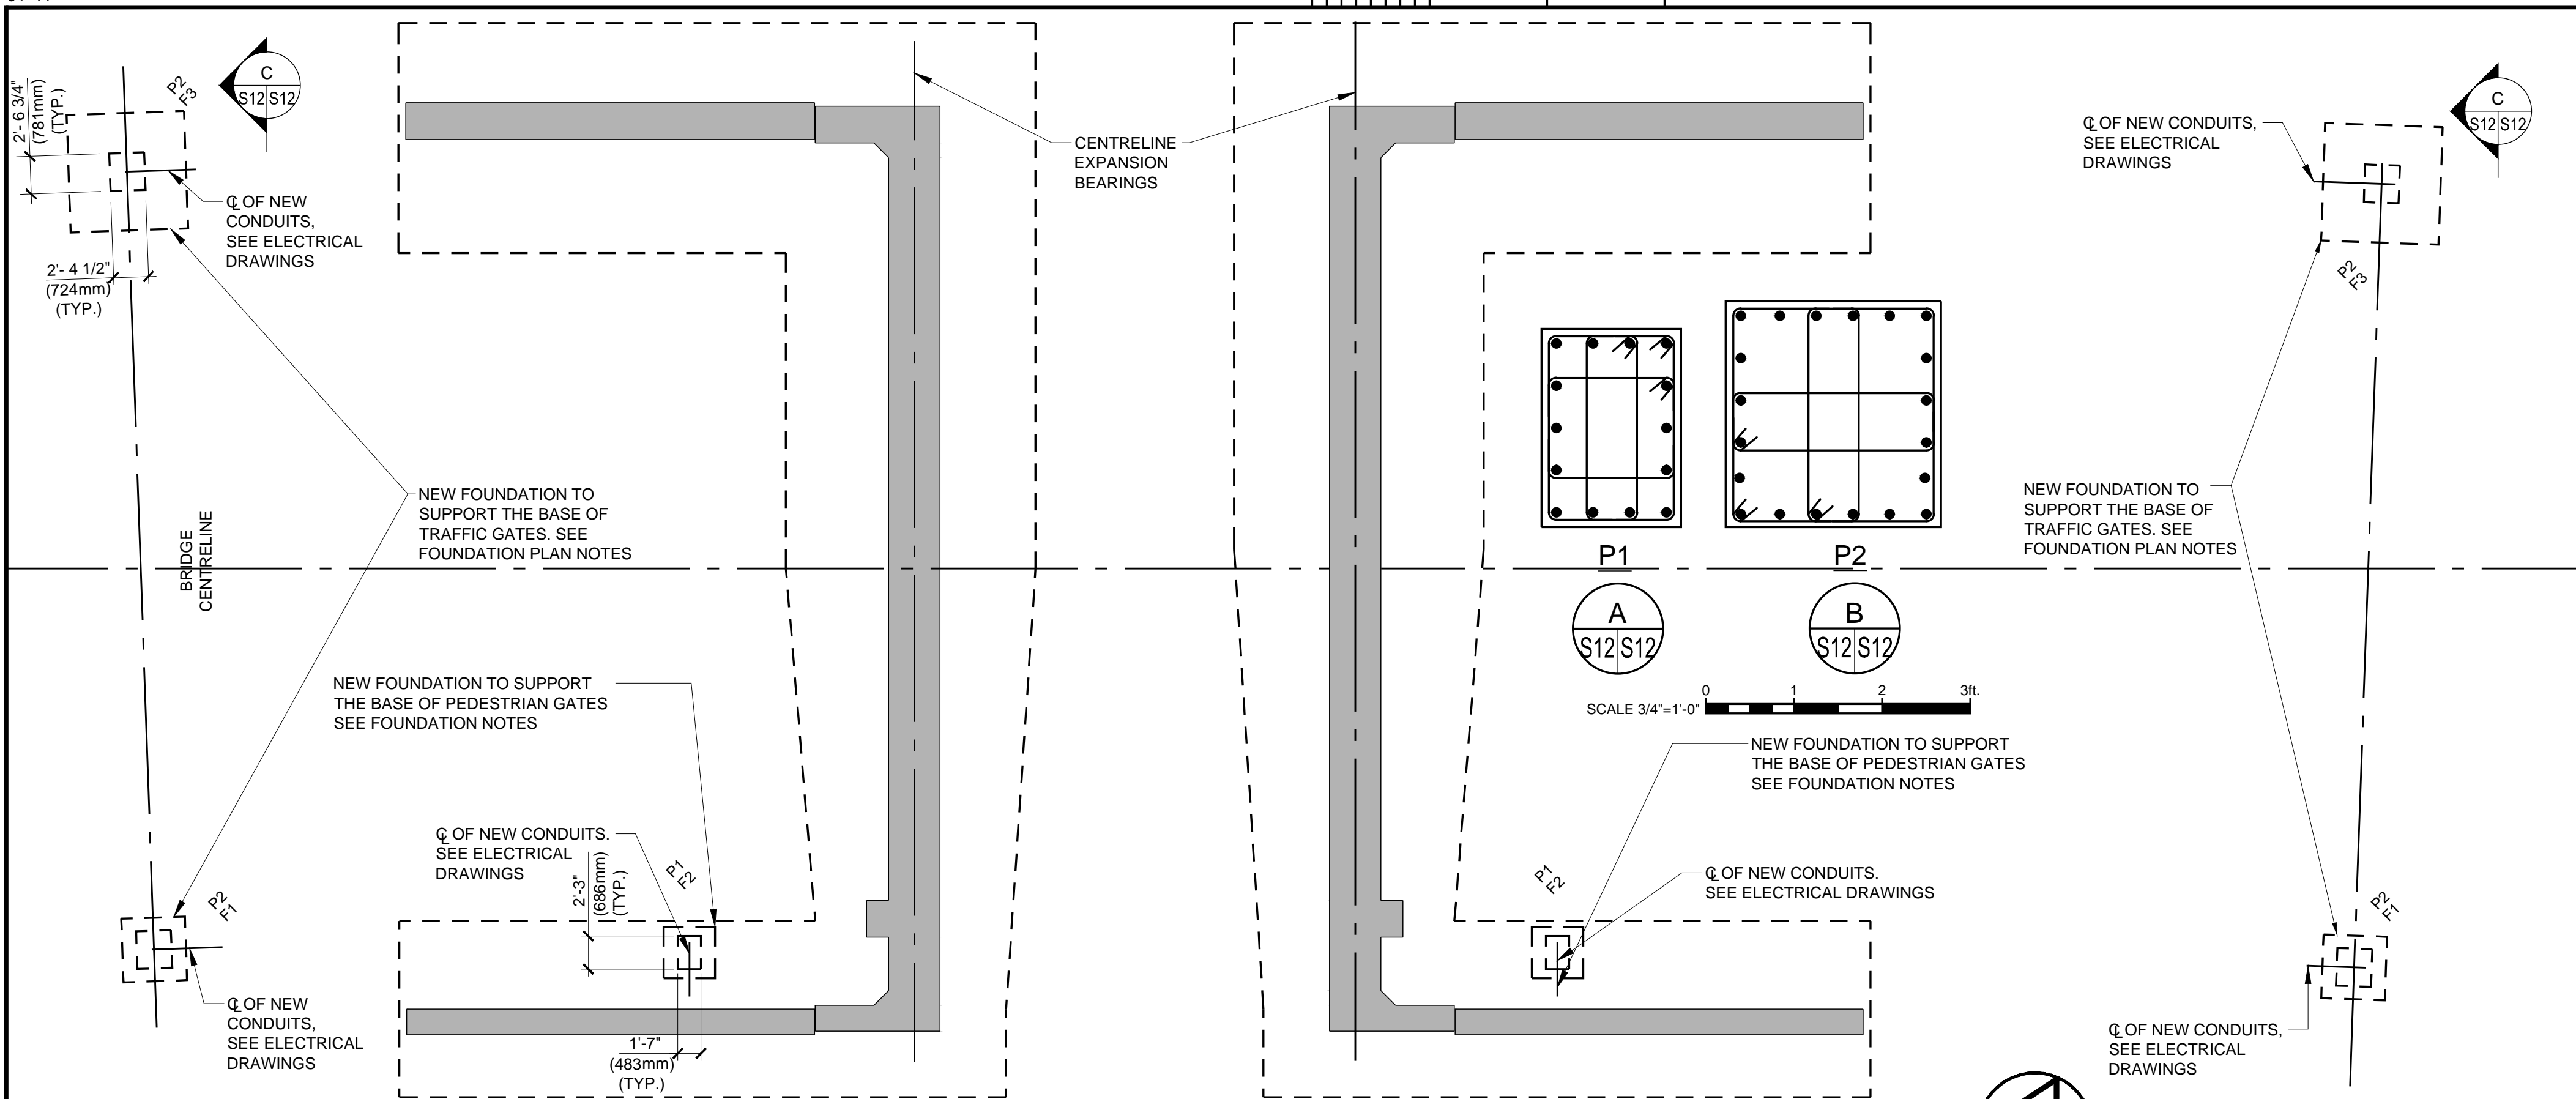 C
S12 S12
P2
F3
2'- 6 3/4"
(781mm)
(TYP.)
℄ OF NEW
CONDUITS,
SEE ELECTRICAL
DRAWINGS
2'- 4 1/2"
(724mm)
(TYP.)
CENTRELINE
EXPANSION
BEARINGS
℄ OF NEW CONDUITS,
SEE ELECTRICAL
DRAWINGS
C
S12 S12
P2
F3
NEW FOUNDATION TO
SUPPORT THE BASE OF
TRAFFIC GATES. SEE
FOUNDATION PLAN NOTES
NEW FOUNDATION TO
SUPPORT THE BASE OF
TRAFFIC GATES. SEE
FOUNDATION PLAN NOTES
BRIDGE
CENTRELINE
P1
A
S12 S12
P2
B
S12 S12
0 1 2 3ft.
SCALE 3/4"=1'-0"
NEW FOUNDATION TO SUPPORT
THE BASE OF PEDESTRIAN GATES
SEE FOUNDATION NOTES
NEW FOUNDATION TO SUPPORT
THE BASE OF PEDESTRIAN GATES
SEE FOUNDATION NOTES
℄ OF NEW CONDUITS.
SEE ELECTRICAL
DRAWINGS
2'-3"
(686mm)
(TYP.)
P1
F2
P1
F2
℄ OF NEW CONDUITS.
SEE ELECTRICAL DRAWINGS
P2
F1
P2
F1
℄ OF NEW
CONDUITS,
SEE ELECTRICAL
DRAWINGS
1'-7"
(483mm)
(TYP.)
℄ OF NEW CONDUITS,
SEE ELECTRICAL
DRAWINGS